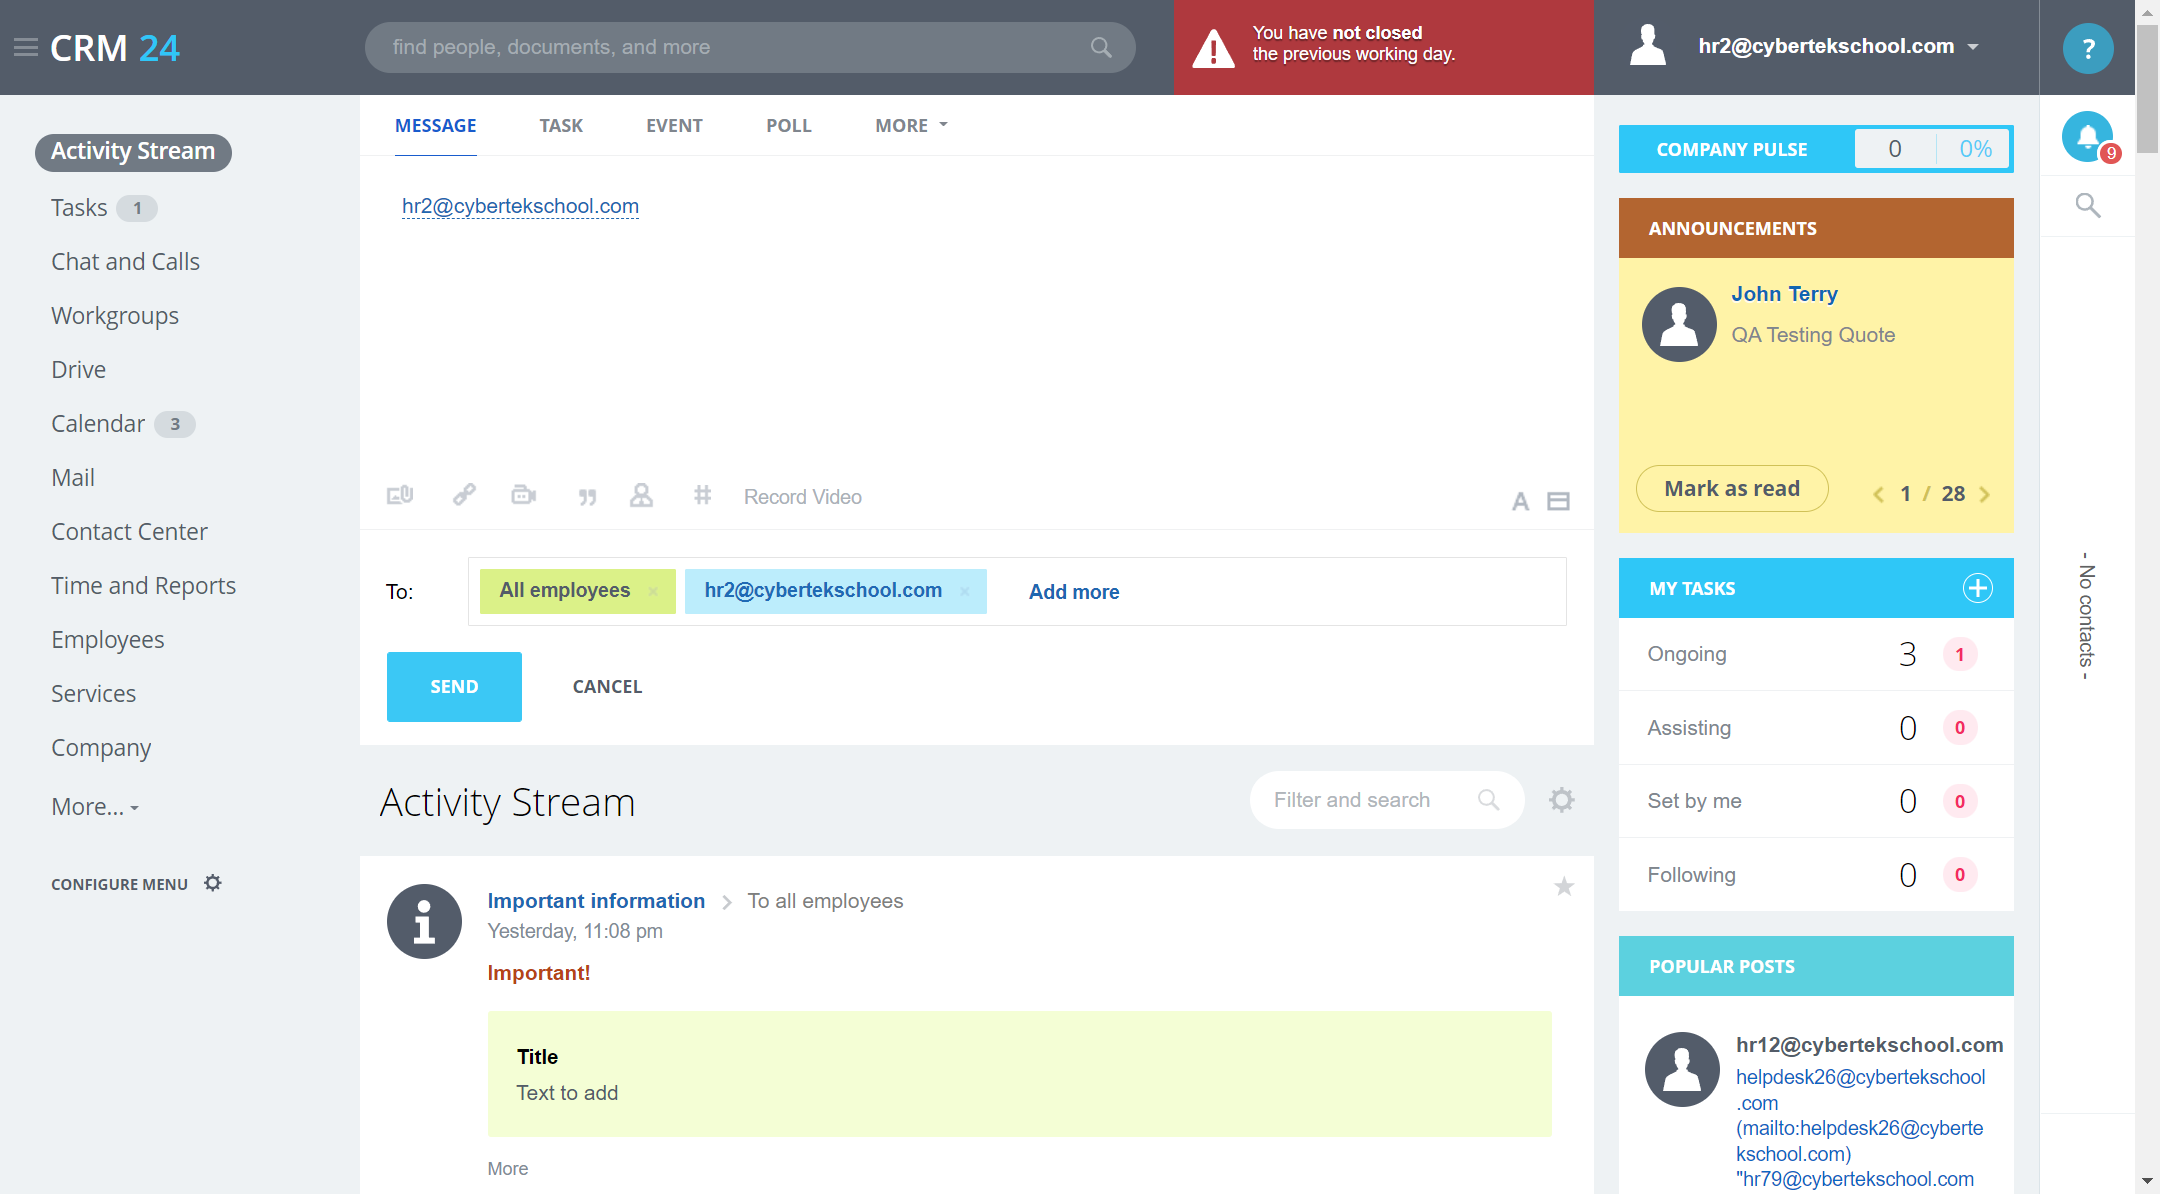 CRM 24
find people, documents, and more
You have not closed
the previous working day.
hr2@cybertekschool.com
?
Activity Stream
Tasks 1
Chat and Calls
Workgroups
Drive
Calendar 3
Mail
Contact Center
Time and Reports
Employees
Services
Company
More...
CONFIGURE MENU
MESSAGE TASK EVENT POLL MORE
hr2@cybertekschool.com
Record Video
A
To: All employees × hr2@cybertekschool.com × Add more
SEND CANCEL
Activity Stream
Filter and search
Important information To all employees
Yesterday, 11:08 pm
Important!
Title
Text to add
More
COMPANY PULSE 0 0%
ANNOUNCEMENTS
John Terry
QA Testing Quote
Mark as read 1 / 28
MY TASKS
Ongoing 3 1
Assisting 0 0
Set by me 0 0
Following 0 0
POPULAR POSTS
hr12@cybertekschool.com
helpdesk26@cybertekschool
.com
(mailto:helpdesk26@cyberte
kschool.com)
"hr79@cybertekschool.com
9
- No contacts -